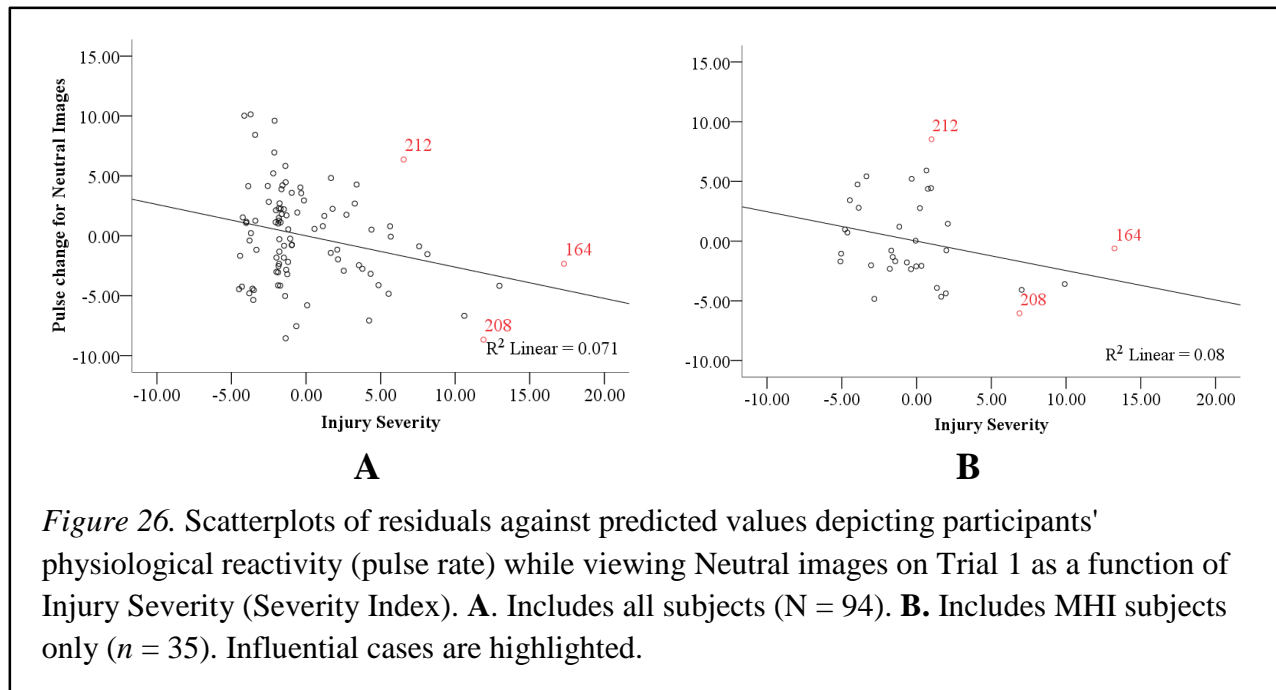 15.00
10.00
5.00
0.00
-5.00
-10.00
Pulse change for Neutral Images
212
164
208
R² Linear = 0.071
-10.00 -5.00 0.00 5.00 10.00 15.00 20.00
Injury Severity
A
15.00
10.00
5.00
0.00
-5.00
-10.00
212
164
208
R² Linear = 0.08
-10.00 -5.00 0.00 5.00 10.00 15.00 20.00
Injury Severity
B
Figure 26. Scatterplots of residuals against predicted values depicting participants'
physiological reactivity (pulse rate) while viewing Neutral images on Trial 1 as a function of
Injury Severity (Severity Index). A. Includes all subjects (N = 94). B. Includes MHI subjects
only (n = 35). Influential cases are highlighted.